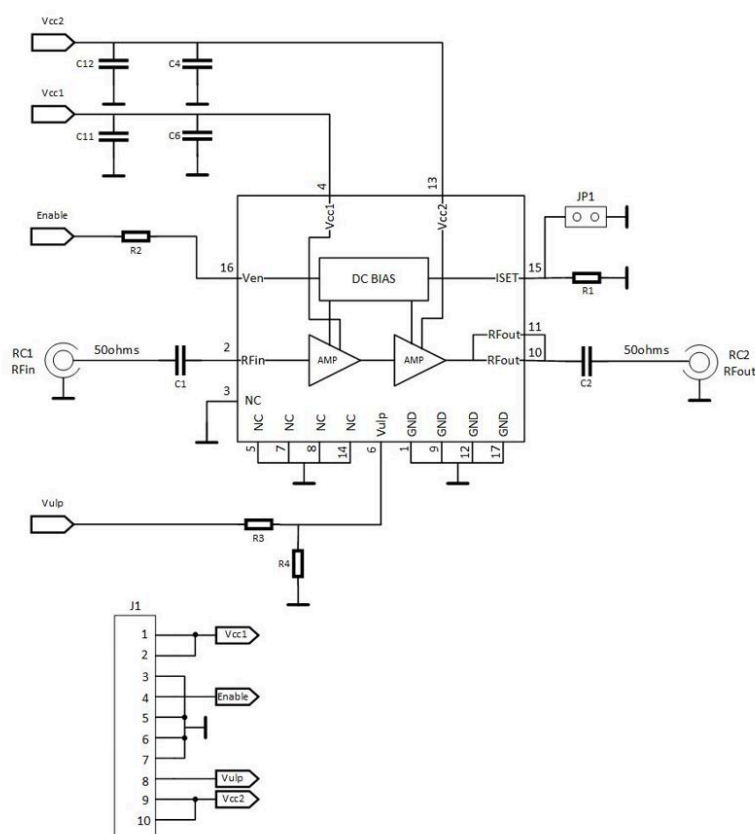 Vcc2
C12
C4
Vcc1
C11
C6
4
13
Vcc1
Vcc2
JP1
Enable
R2
16
Ven
DC BIAS
ISET
15
R1
RC1
RFin
50ohms
C1
2
RFin
AMP
AMP
RFout
11
RFout
10
C2
50ohms
RC2
RFout
3
NC
NC
NC
NC
NC
Vulp
GND
GND
GND
GND
5
7
8
14
6
1
9
12
17
Vulp
R3
R4
J1
1
Vcc1
2
3
4
Enable
5
6
7
8
Vulp
9
Vcc2
10